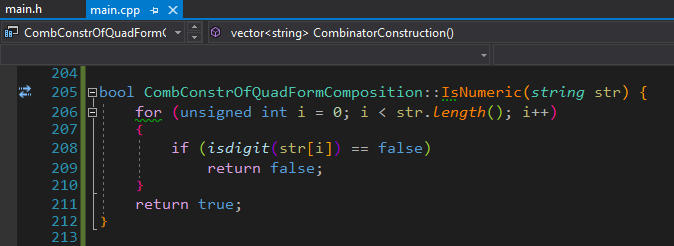 main.h
main.cpp
CombConstrOfQuadForm
vector<string> CombinatorConstruction()
204
205 bool CombConstrOfQuadFormComposition::IsNumeric(string str) {
206 for (unsigned int i = 0; i < str.length(); i++)
207 {
208 if (isdigit(str[i]) == false)
209 return false;
210 }
211 return true;
212 }
213